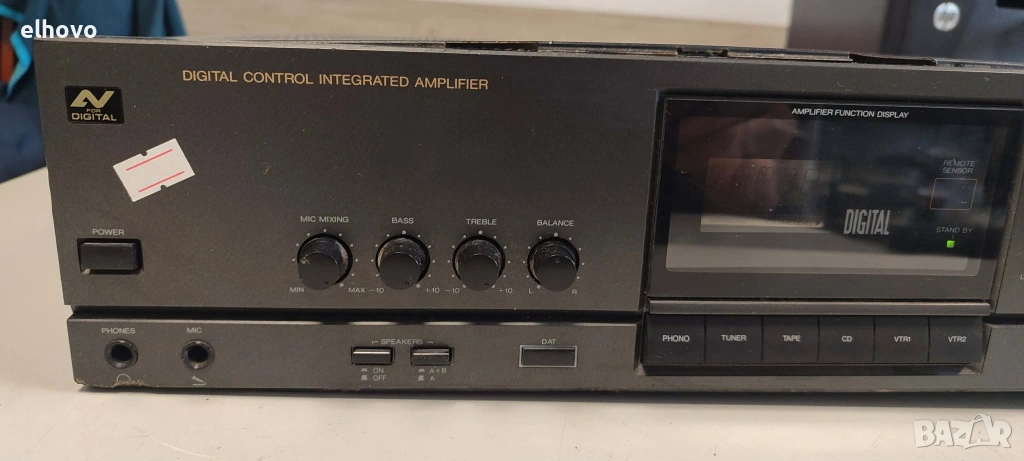 elhovo
hp
DIGITAL CONTROL INTEGRATED AMPLIFIER
N
FOR
DIGITAL
AMPLIFIER FUNCTION DISPLAY
REMOTE
SENSOR
DIGITAL
STAND BY
POWER
MIC MIXING BASS TREBLE BALANCE
MIN MAX -10 +10 -10 +10 L R
PHONES MIC SPEAKERS DAT
ON
OFF
A+B
A
PHONO TUNER TAPE CD VTR1 VTR2
BAZAR